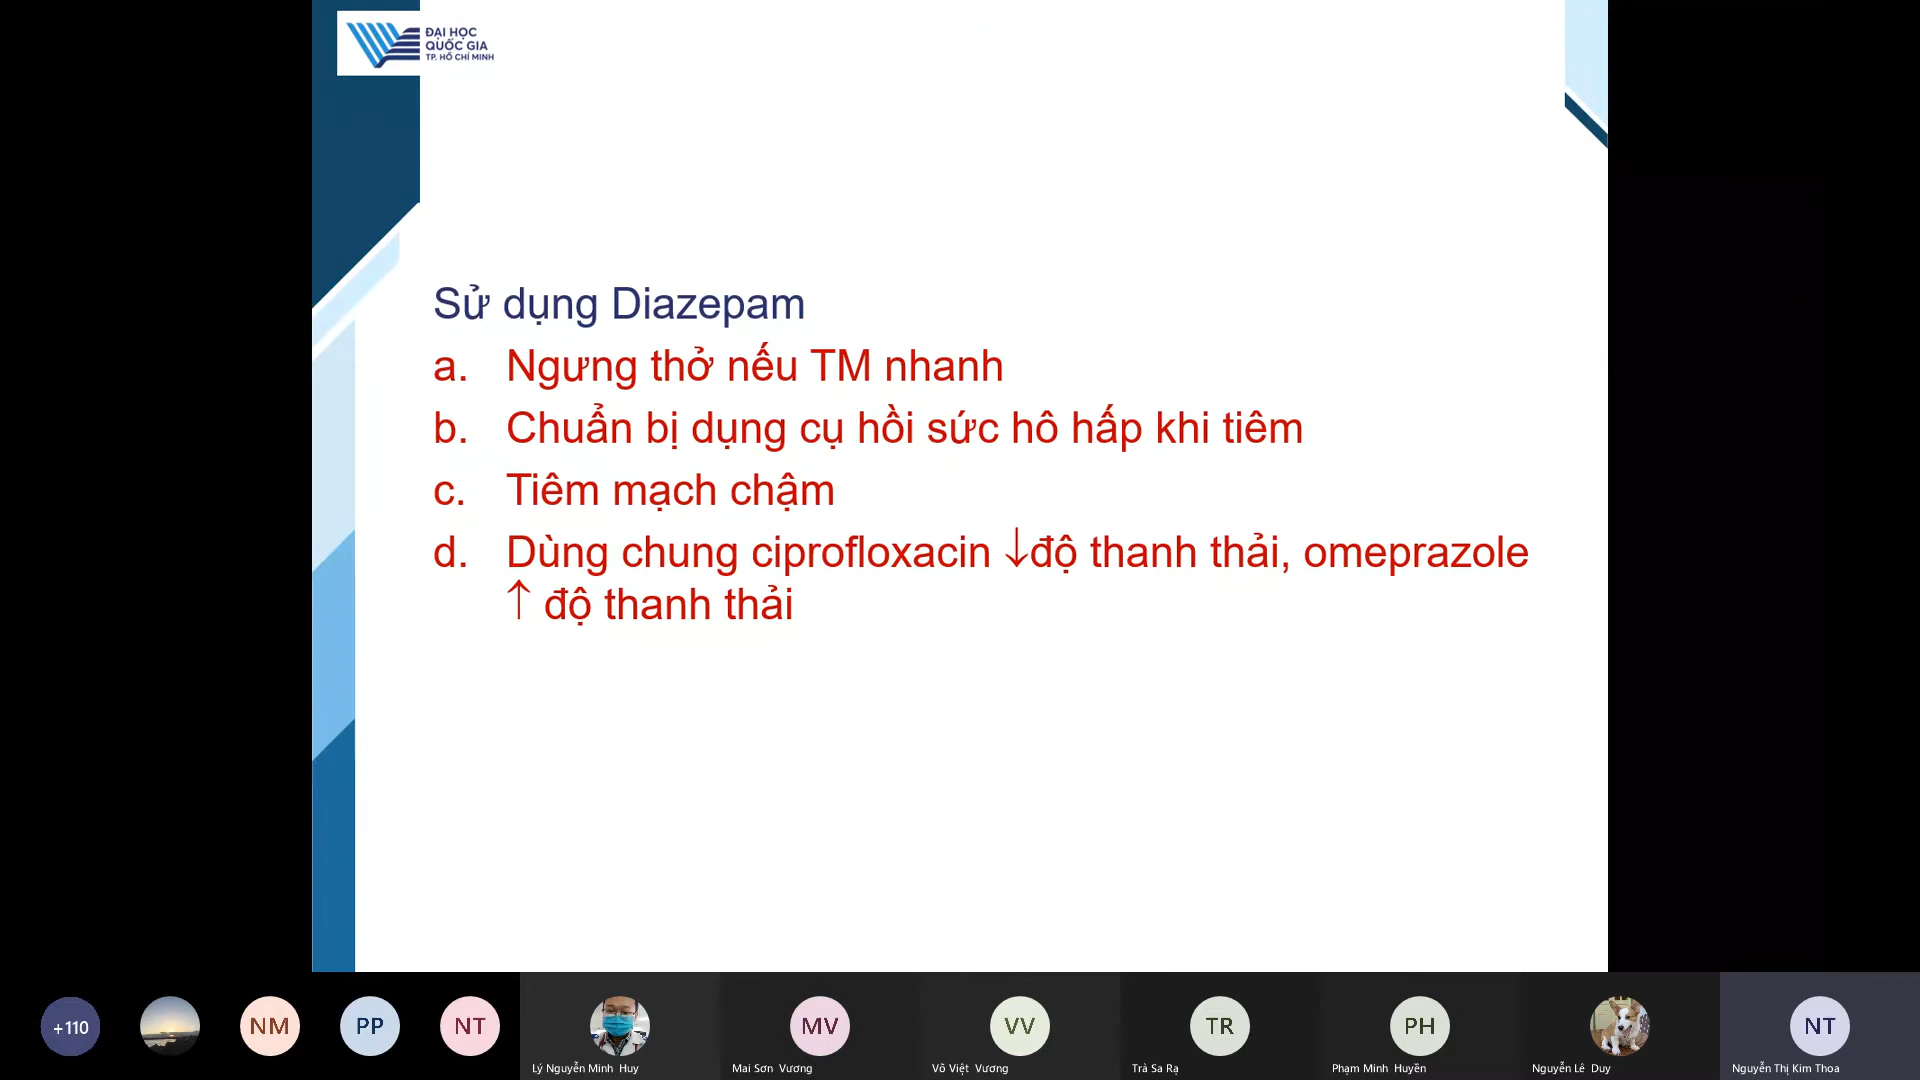 ĐẠI HỌC
QUỐC GIA
TP. HỒ CHÍ MINH
Sử dụng Diazepam
a. Ngưng thở nếu TM nhanh
b. Chuẩn bị dụng cụ hồi sức hô hấp khi tiêm
c. Tiêm mạch chậm
d. Dùng chung ciprofloxacin ↓độ thanh thải, omeprazole
↑ độ thanh thải
+110
NM
PP
NT
MV
VV
TR
PH
NT
Lý Nguyễn Minh Huy
Mai Sơn Vương
Võ Việt Vương
Trà Sa Rạ
Phạm Minh Huyền
Nguyễn Lê Duy
Nguyễn Thị Kim Thoa